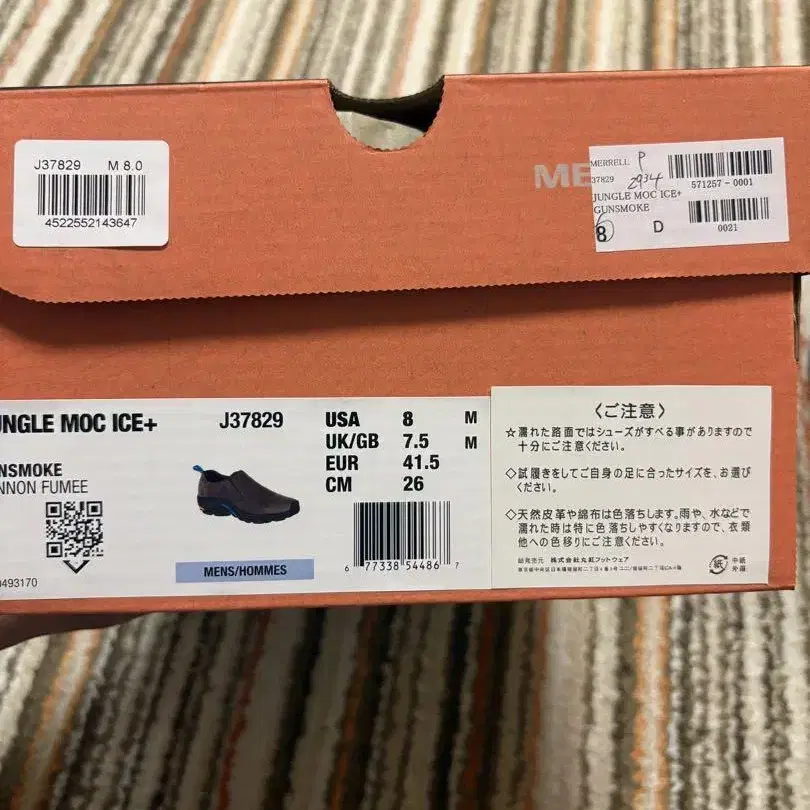 J37829 M 8.0
4522552143647
ME
MERRELL P
37829 2934
JUNGLE MOC ICE+
GUNSMOKE
8 D
571257-0001
0021
UNGLE MOC ICE+ J37829
NSMOKE
NNON FUMEE
0493170
MENS/HOMMES
USA 8 M
UK/GB 7.5 M
EUR 41.5
CM 26
6 77338 54486 7
〈ご注意〉
☆濡れた路面ではシューズがすべる事がありますので
十分にご注意ください。
◇試履きをしてご自身の足に合ったサイズを、お選び
ください。
◇天然皮革や綿布は色落ちします。雨や、水などで
濡れた時は特に色落ちしやすくなりますので、衣類
他への色移りにご注意ください。
株式会社丸紅フットウェア
紙